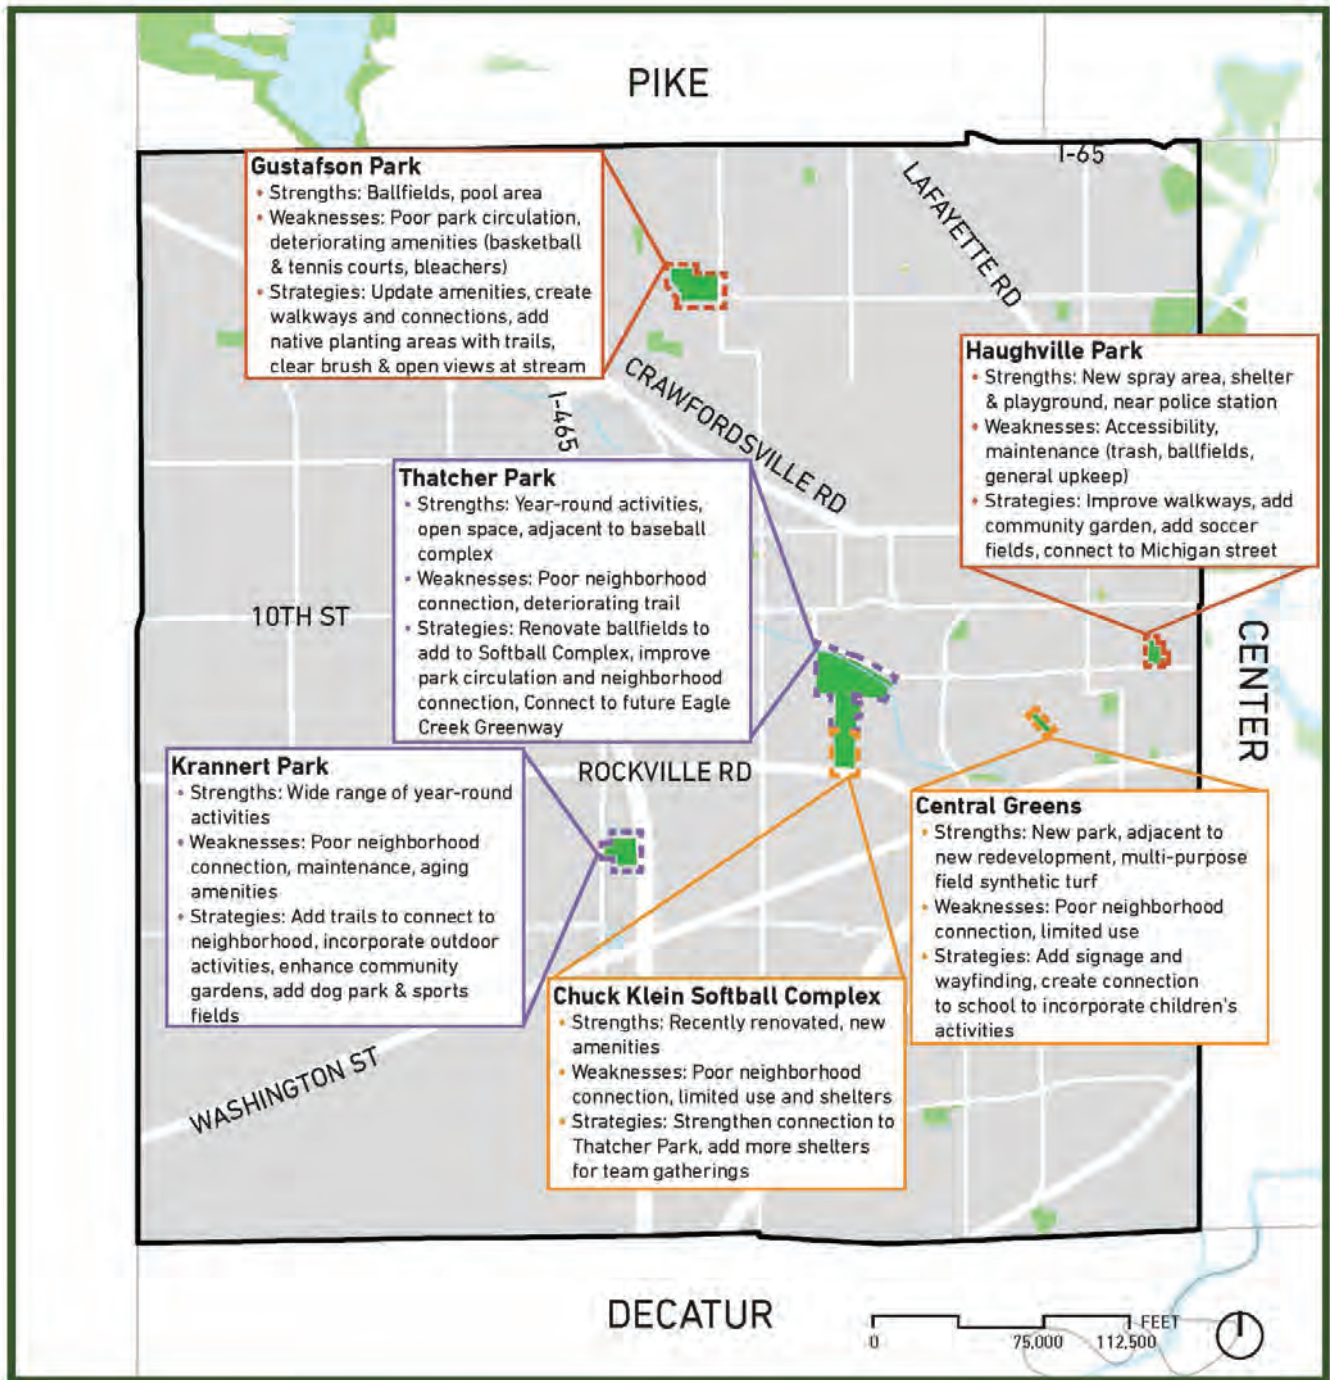 PIKE
I-65
LAFAYETTE RD
Gustafson Park
• Strengths: Ballfields, pool area
• Weaknesses: Poor park circulation,
deteriorating amenities (basketball
& tennis courts, bleachers)
• Strategies: Update amenities, create
walkways and connections, add
native planting areas with trails,
clear brush & open views at stream
CRAWFORDSVILLE RD
I-465
Haughville Park
• Strengths: New spray area, shelter
& playground, near police station
• Weaknesses: Accessibility,
maintenance (trash, ballfields,
general upkeep)
• Strategies: Improve walkways, add
community garden, add soccer
fields, connect to Michigan street
Thatcher Park
• Strengths: Year-round activities,
open space, adjacent to baseball
complex
• Weaknesses: Poor neighborhood
connection, deteriorating trail
• Strategies: Renovate ballfields to
add to Softball Complex, improve
park circulation and neighborhood
connection, Connect to future Eagle
Creek Greenway
10TH ST
CENTER
ROCKVILLE RD
Krannert Park
• Strengths: Wide range of year-round
activities
• Weaknesses: Poor neighborhood
connection, maintenance, aging
amenities
• Strategies: Add trails to connect to
neighborhood, incorporate outdoor
activities, enhance community
gardens, add dog park & sports
fields
Central Greens
• Strengths: New park, adjacent to
new redevelopment, multi-purpose
field synthetic turf
• Weaknesses: Poor neighborhood
connection, limited use
• Strategies: Add signage and
wayfinding, create connection
to school to incorporate children's
activities
Chuck Klein Softball Complex
• Strengths: Recently renovated, new
amenities
• Weaknesses: Poor neighborhood
connection, limited use and shelters
• Strategies: Strengthen connection to
Thatcher Park, add more shelters
for team gatherings
WASHINGTON ST
DECATUR
FEET
0 75,000 112,500